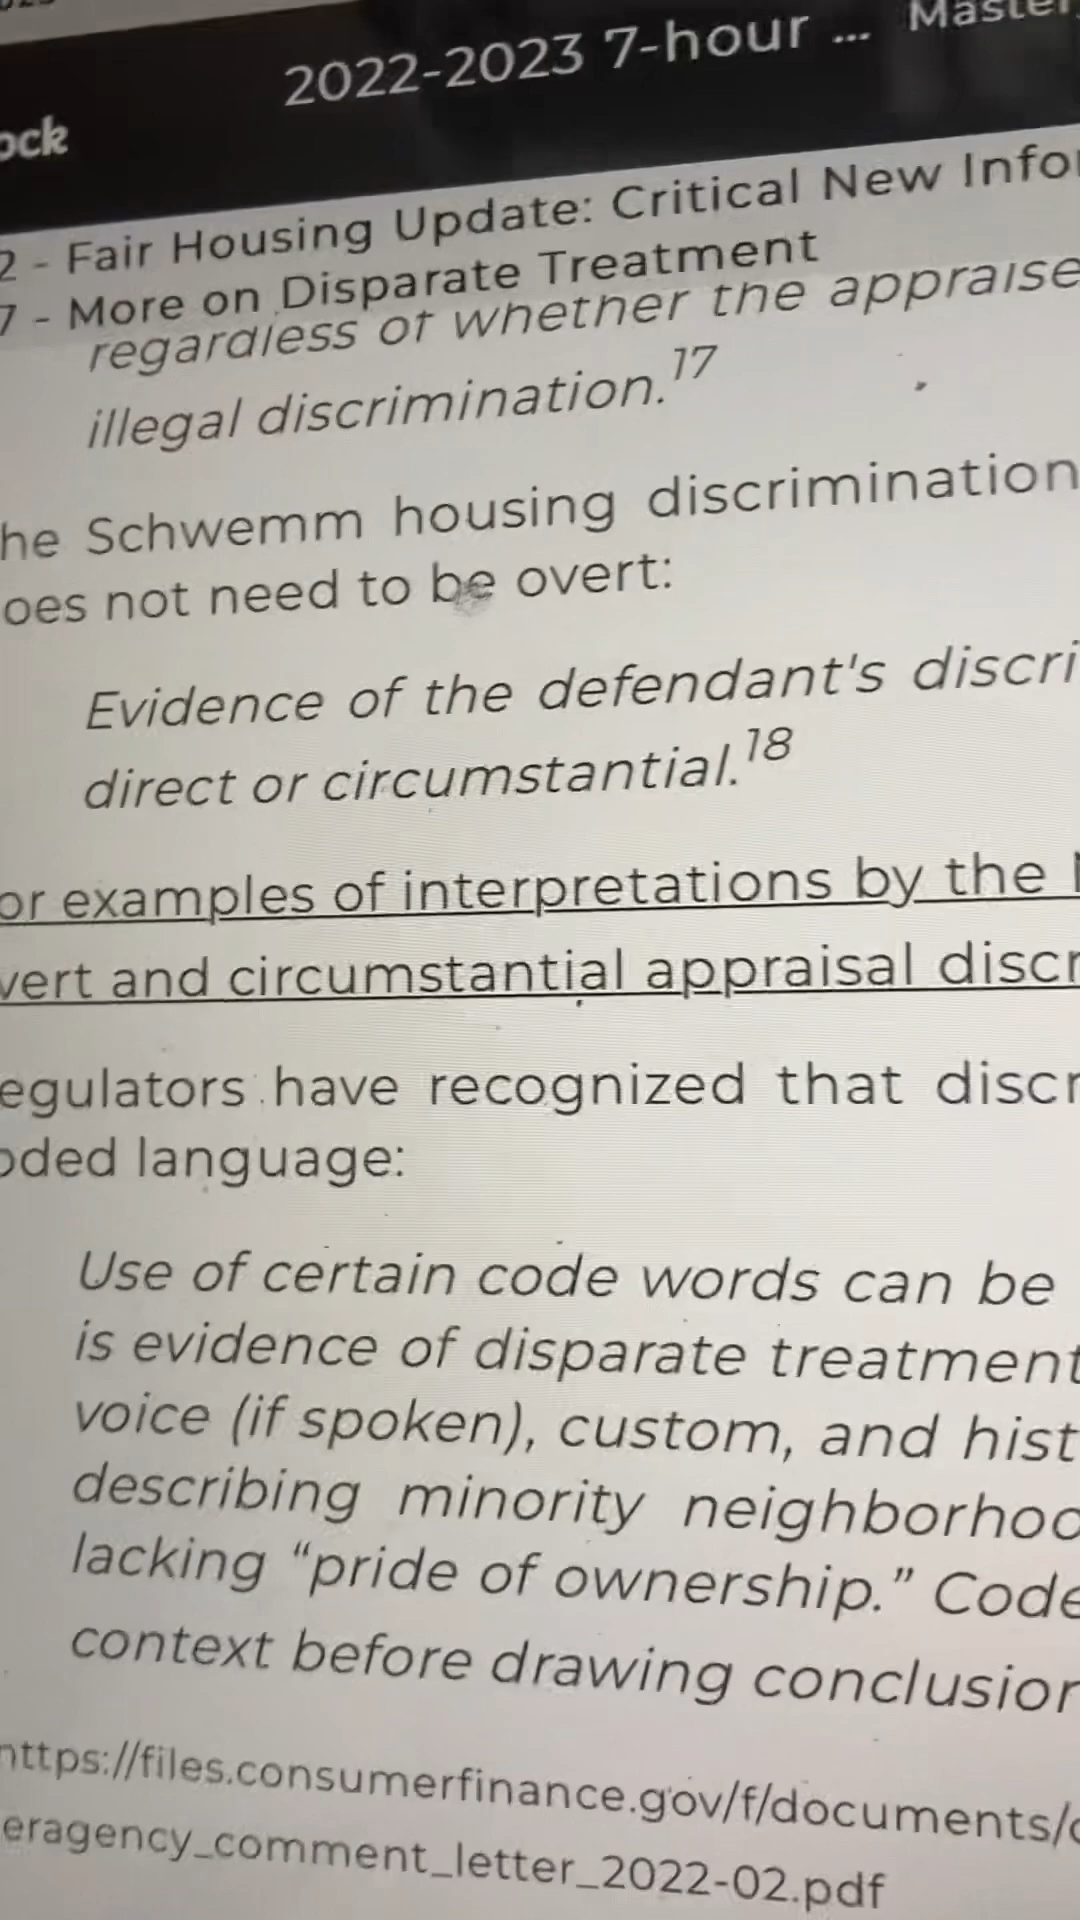 2022-2023 7-hour ... Master
ock
2 - Fair Housing Update: Critical New Infor
7 - More on Disparate Treatment
regardless of whether the appraise
illegal discrimination.17
he Schwemm housing discrimination
oes not need to be overt:
Evidence of the defendant's discri
direct or circumstantial.18
or examples of interpretations by the
vert and circumstantial appraisal discr
egulators have recognized that discr
oded language:
Use of certain code words can be
is evidence of disparate treatment
voice (if spoken), custom, and hist
describing minority neighborhoo
lacking “pride of ownership.” Code
context before drawing conclusion
https://files.consumerfinance.gov/f/documents/c
eragency_comment_letter_2022-02.pdf